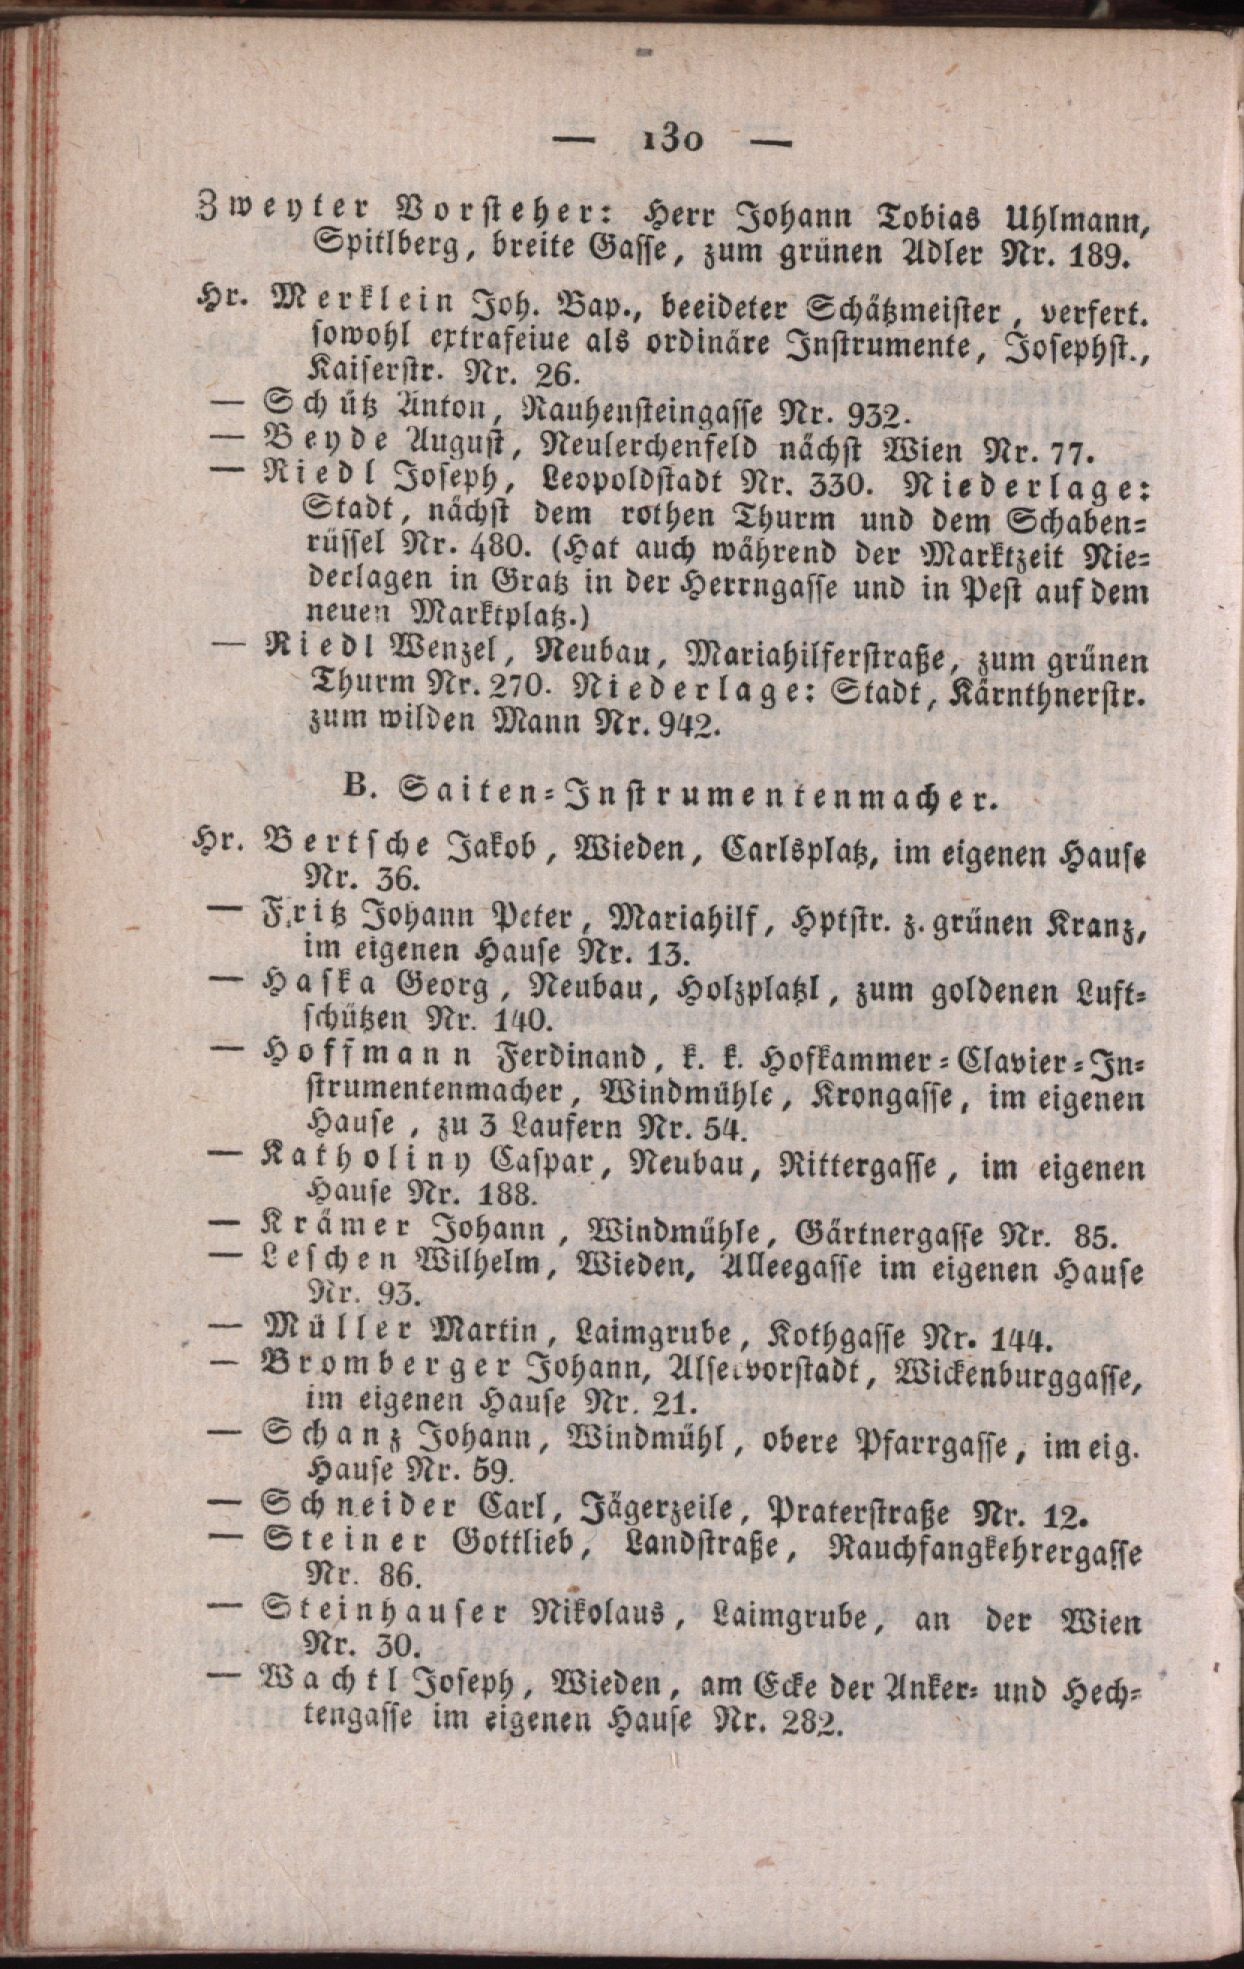 — 130 —
Zweyter Vorsteher: Herr Johann Tobias Uhlmann,
Spitlberg, breite Gasse, zum grünen Adler Nr. 189.
Hr. Merklein Joh. Bap., beeideter Schätzmeister, verfert.
sowohl extrafeiue als ordinäre Instrumente, Josephst.,
Kaiserstr. Nr. 26.
— Schütz Anton, Rauhensteingasse Nr. 932.
— Beyde August, Neulerchenfeld nächst Wien Nr. 77.
— Riedl Joseph, Leopoldstadt Nr. 330. Niederlage:
Stadt, nächst dem rothen Thurm und dem Schaben-
rüssel Nr. 480. (Hat auch während der Marktzeit Nie-
derlagen in Gratz in der Herrngasse und in Pest auf dem
neuen Marktplatz.)
— Riedl Wenzel, Neubau, Mariahilferstraße, zum grünen
Thurm Nr. 270. Niederlage: Stadt, Kärnthnerstr.
zum wilden Mann Nr. 942.
B. Saiten-Instrumentenmacher.
Hr. Bertsche Jakob, Wieden, Carlsplatz, im eigenen Hause
Nr. 36.
— Fritz Johann Peter, Mariahilf, Hptstr. z. grünen Kranz,
im eigenen Hause Nr. 13.
— Haska Georg, Neubau, Holzplatzl, zum goldenen Luft-
schützen Nr. 140.
— Hoffmann Ferdinand, k. k. Hofkammer-Clavier-In-
strumentenmacher, Windmühle, Krongasse, im eigenen
Hause, zu 3 Laufern Nr. 54.
— Katholiny Caspar, Neubau, Rittergasse, im eigenen
Hause Nr. 188.
— Krämer Johann, Windmühle, Gärtnergasse Nr. 85.
— Leschen Wilhelm, Wieden, Alleegasse im eigenen Hause
Nr. 93.
— Müller Martin, Laimgrube, Kothgasse Nr. 144.
— Bromberger Johann, Alservorstadt, Wickenburggasse,
im eigenen Hause Nr. 21.
— Schanz Johann, Windmühl, obere Pfarrgasse, im eig.
Hause Nr. 59.
— Schneider Carl, Jägerzeile, Praterstraße Nr. 12.
— Steiner Gottlieb, Landstraße, Rauchfangkehrergasse
Nr. 86.
— Steinhauser Nikolaus, Laimgrube, an der Wien
Nr. 30.
— Wachtl Joseph, Wieden, am Ecke der Anker- und Hech-
tengasse im eigenen Hause Nr. 282.